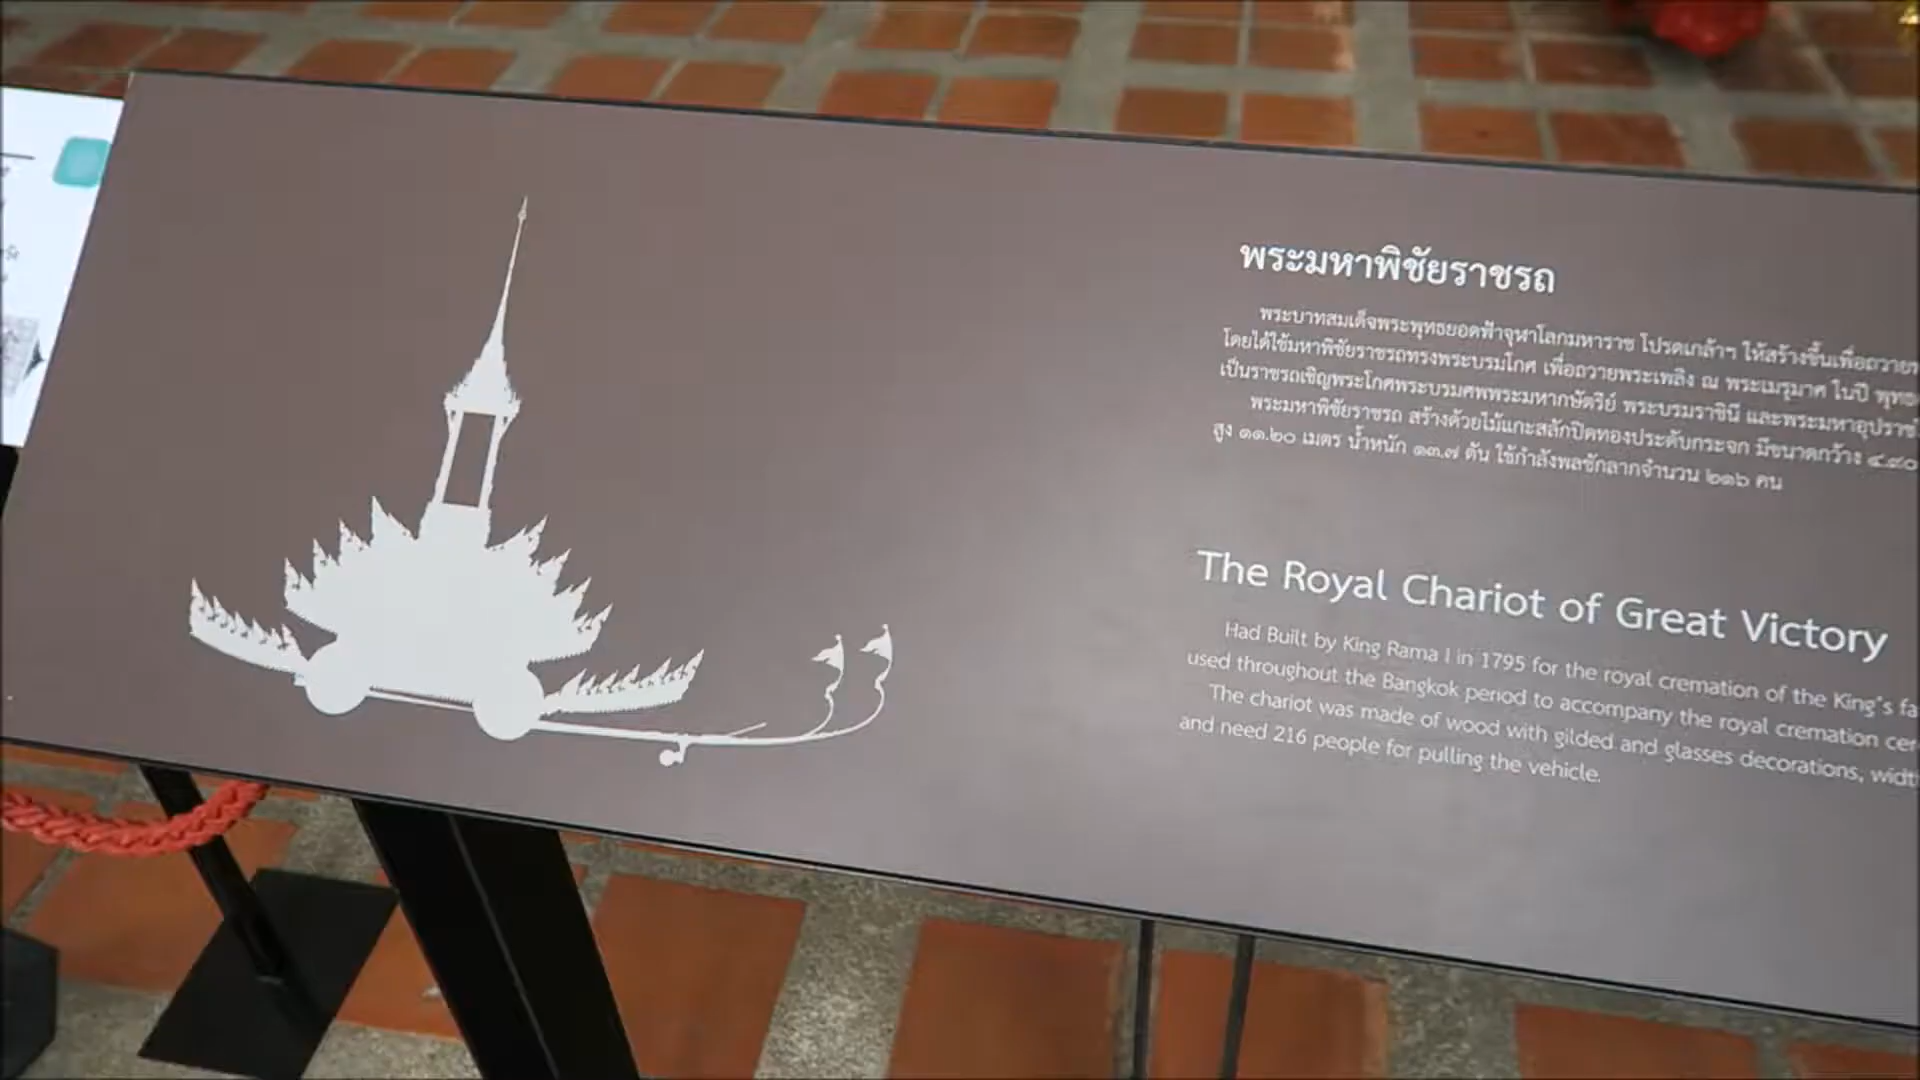 พระมหาพิชัยราชรถ
พระบาทสมเด็จพระพุทธยอดฟ้าจุฬาโลกมหาราช โปรดเกล้าฯ ให้สร้างขึ้นเพื่อถวาย
โดยได้ใช้มหาพิชัยราชรถทรงพระบรมโกศ เพื่อถวายพระเพลิง ณ พระเมรุมาศ ในปี พุทธ
เป็นราชรถเชิญพระโกศพระบรมศพพระมหากษัตริย์ พระบรมราชินี และพระมหาอุปราช
พระมหาพิชัยราชรถ สร้างด้วยไม้แกะสลักปิดทองประดับกระจก มีขนาดกว้าง ๔.๙๐
สูง ๑๑.๒๐ เมตร น้ำหนัก ๑๓.๗ ตัน ใช้กำลังพลชักลากจำนวน ๒๑๖ คน
The Royal Chariot of Great Victory
Had Built by King Rama I in 1795 for the royal cremation of the King's fa
used throughout the Bangkok period to accompany the royal cremation cer
The chariot was made of wood with gilded and glasses decorations, widt
and need 216 people for pulling the vehicle.